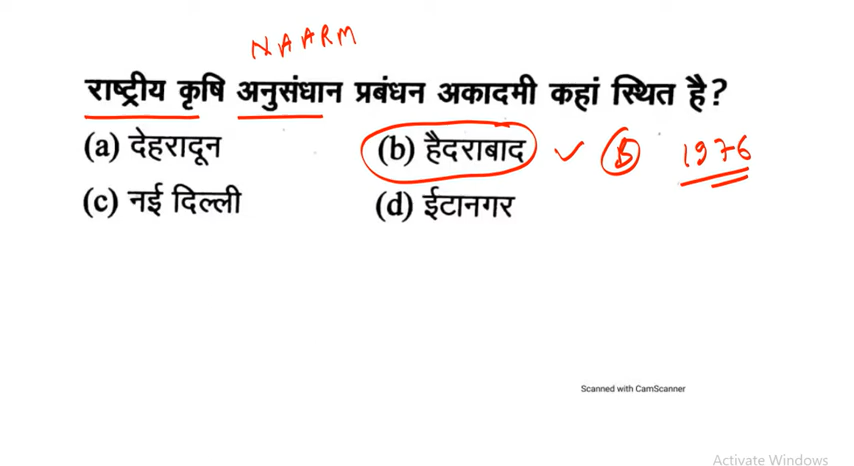 NAARM
राष्ट्रीय कृषि अनुसंधान प्रबंधन अकादमी कहां स्थित है?
(a) देहरादून (b) हैदराबाद ✓ (b) 1976
(c) नई दिल्ली (d) ईटानगर
Scanned with CamScanner
Activate Windows